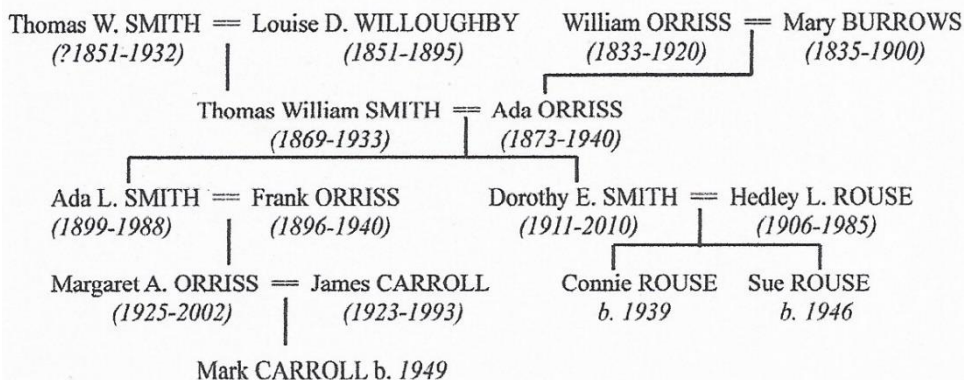 Thomas W. SMITH == Louise D. WILLOUGHBY William ORRISS == Mary BURROWS
(?1851-1932) (1851-1895) (1833-1920) (1835-1900)
Thomas William SMITH == Ada ORRISS
(1869-1933) (1873-1940)
Ada L. SMITH == Frank ORRISS Dorothy E. SMITH == Hedley L. ROUSE
(1899-1988) (1896-1940) (1911-2010) (1906-1985)
Margaret A. ORRISS == James CARROLL Connie ROUSE Sue ROUSE
(1925-2002) (1923-1993) b. 1939 b. 1946
Mark CARROLL b. 1949